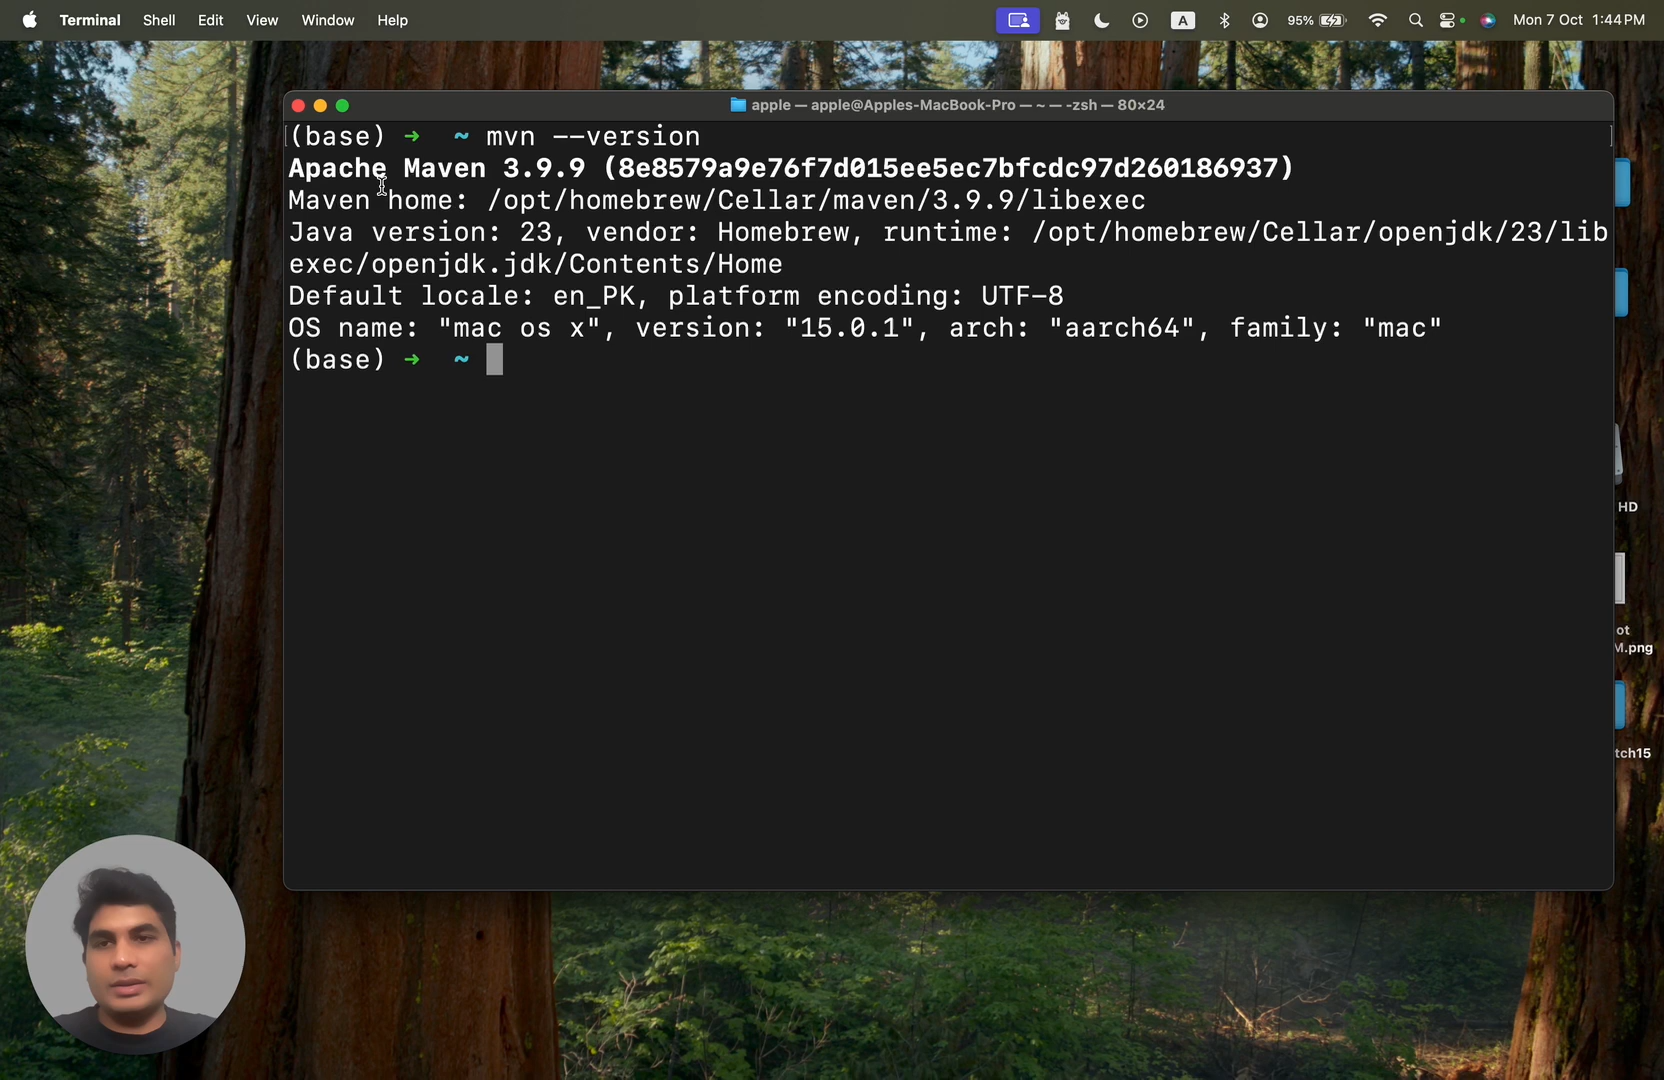 Terminal Shell Edit View Window Help A 95% Mon 7 Oct 1:44 PM
apple — apple@Apples-MacBook-Pro — ~ — -zsh — 80×24
(base) ➜ ~ mvn --version
Apache Maven 3.9.9 (8e8579a9e76f7d015ee5ec7bfcdc97d260186937)
Maven home: /opt/homebrew/Cellar/maven/3.9.9/libexec
Java version: 23, vendor: Homebrew, runtime: /opt/homebrew/Cellar/openjdk/23/lib
exec/openjdk.jdk/Contents/Home
Default locale: en_PK, platform encoding: UTF-8
OS name: "mac os x", version: "15.0.1", arch: "aarch64", family: "mac"
(base) ➜ ~
HD
ot
M.png
tch15